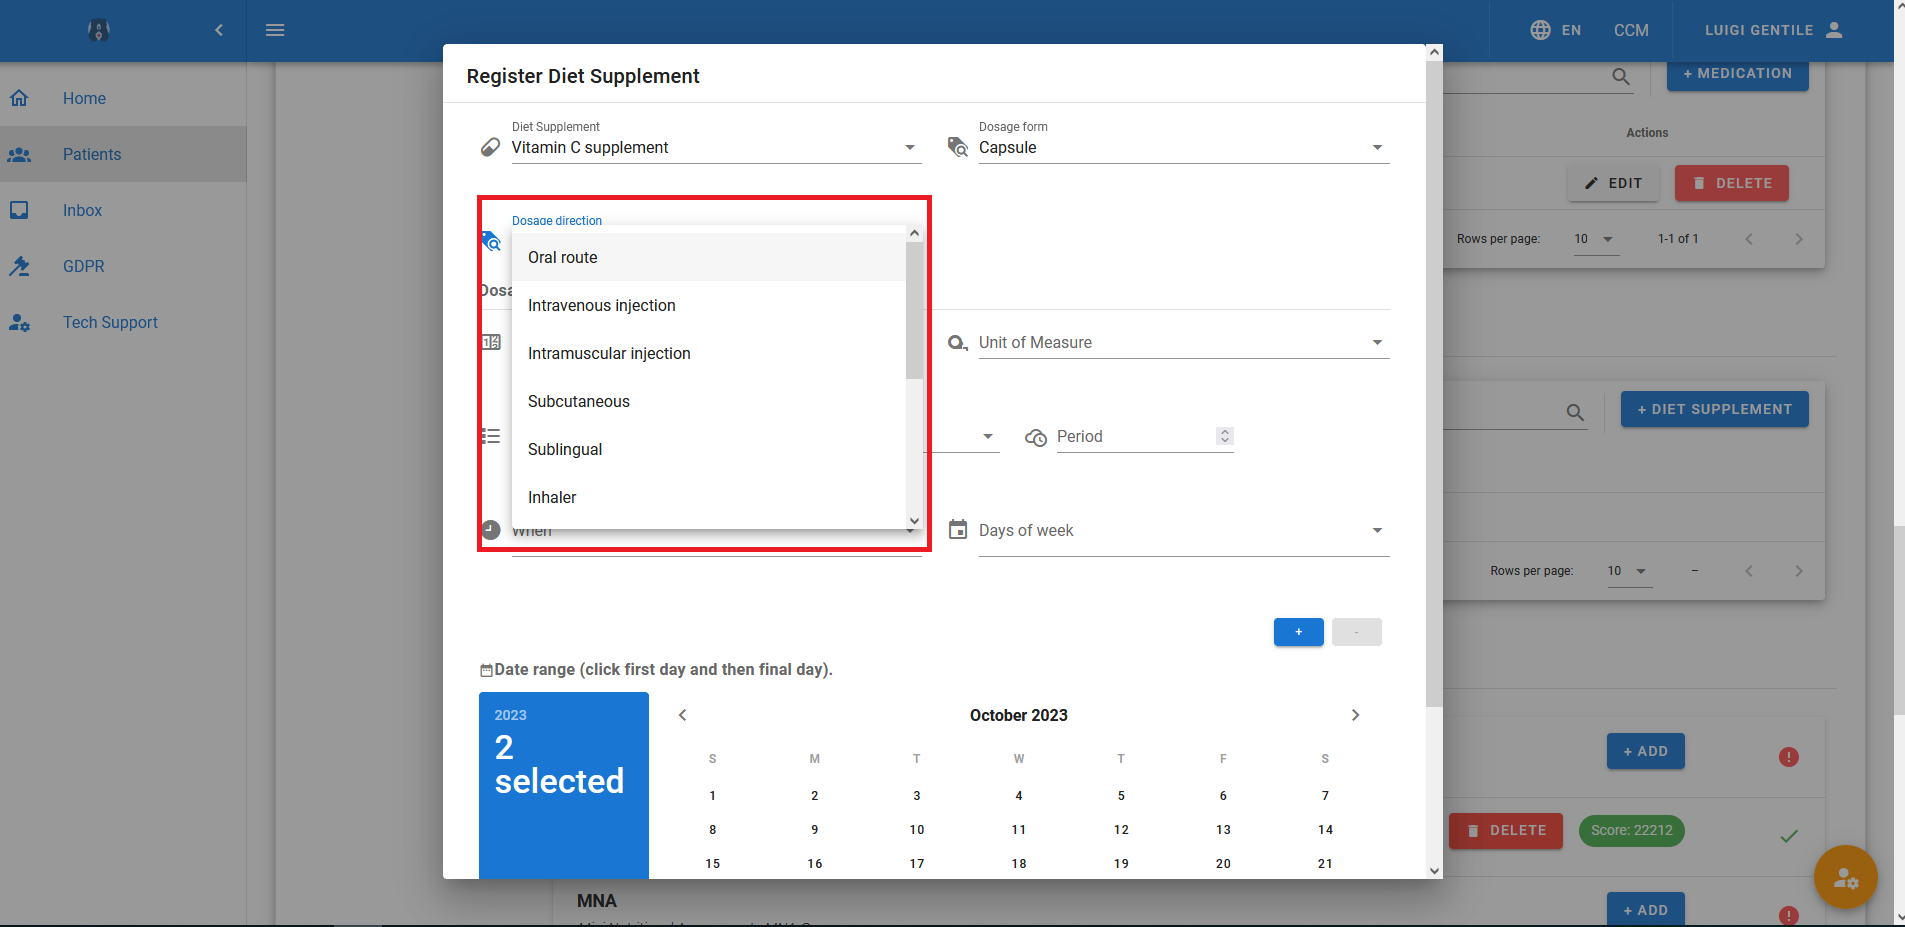 EN
CCM
LUIGI GENTILE
Home
Patients
Inbox
GDPR
Tech Support
Register Diet Supplement
Diet Supplement
Vitamin C supplement
Dosage form
Capsule
Dosage direction
Oral route
Intravenous injection
Intramuscular injection
Subcutaneous
Sublingual
Inhaler
Dosa
Unit of Measure
Period
When
Days of week
+
-
Date range (click first day and then final day).
2023
2
selected
October 2023
S M T W T F S
1 2 3 4 5 6 7
8 9 10 11 12 13 14
15 16 17 18 19 20 21
+ MEDICATION
Actions
EDIT
DELETE
Rows per page: 10 1-1 of 1
+ DIET SUPPLEMENT
Rows per page: 10 –
+ ADD
DELETE
Score: 22212
MNA
+ ADD